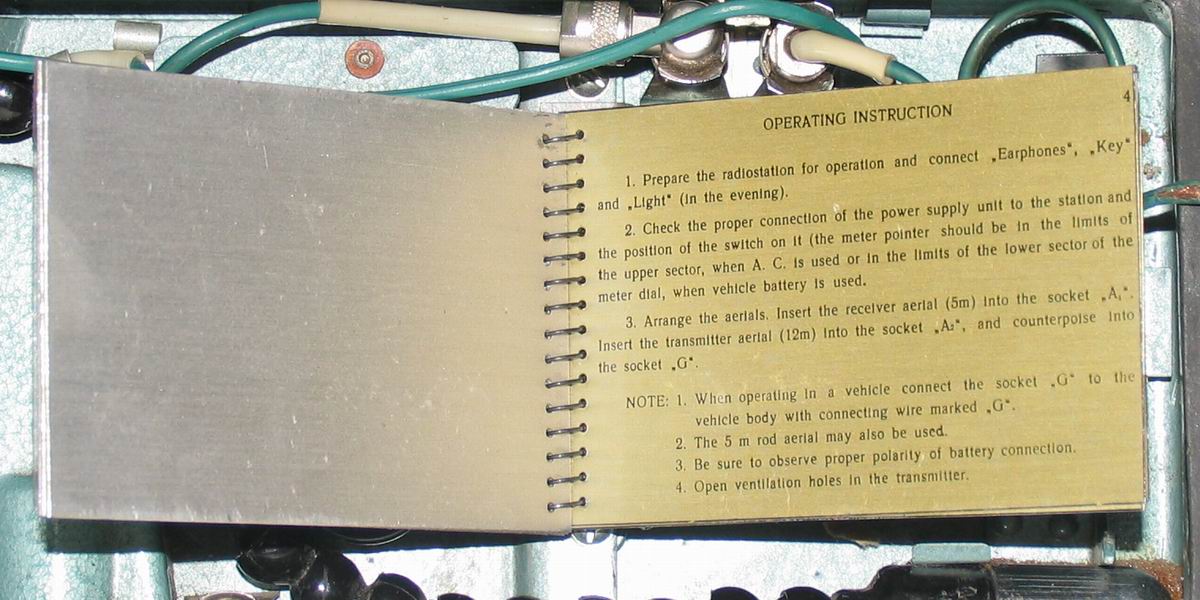 4
OPERATING INSTRUCTION
1. Prepare the radiostation for operation and connect „Earphones“, „Key“
and „Light“ (in the evening).
2. Check the proper connection of the power supply unit to the station and
the position of the switch on it (the meter pointer should be in the limits of
the upper sector, when A. C. is used or in the limits of the lower sector of the
meter dial, when vehicle battery is used.
3. Arrange the aerials. Insert the receiver aerial (5m) into the socket „A₁“.
Insert the transmitter aerial (12m) into the socket „A₂“, and counterpoise into
the socket „G“.
NOTE: 1. When operating in a vehicle connect the socket „G“ to the
vehicle body with connecting wire marked „G“.
2. The 5 m rod aerial may also be used.
3. Be sure to observe proper polarity of battery connection.
4. Open ventilation holes in the transmitter.